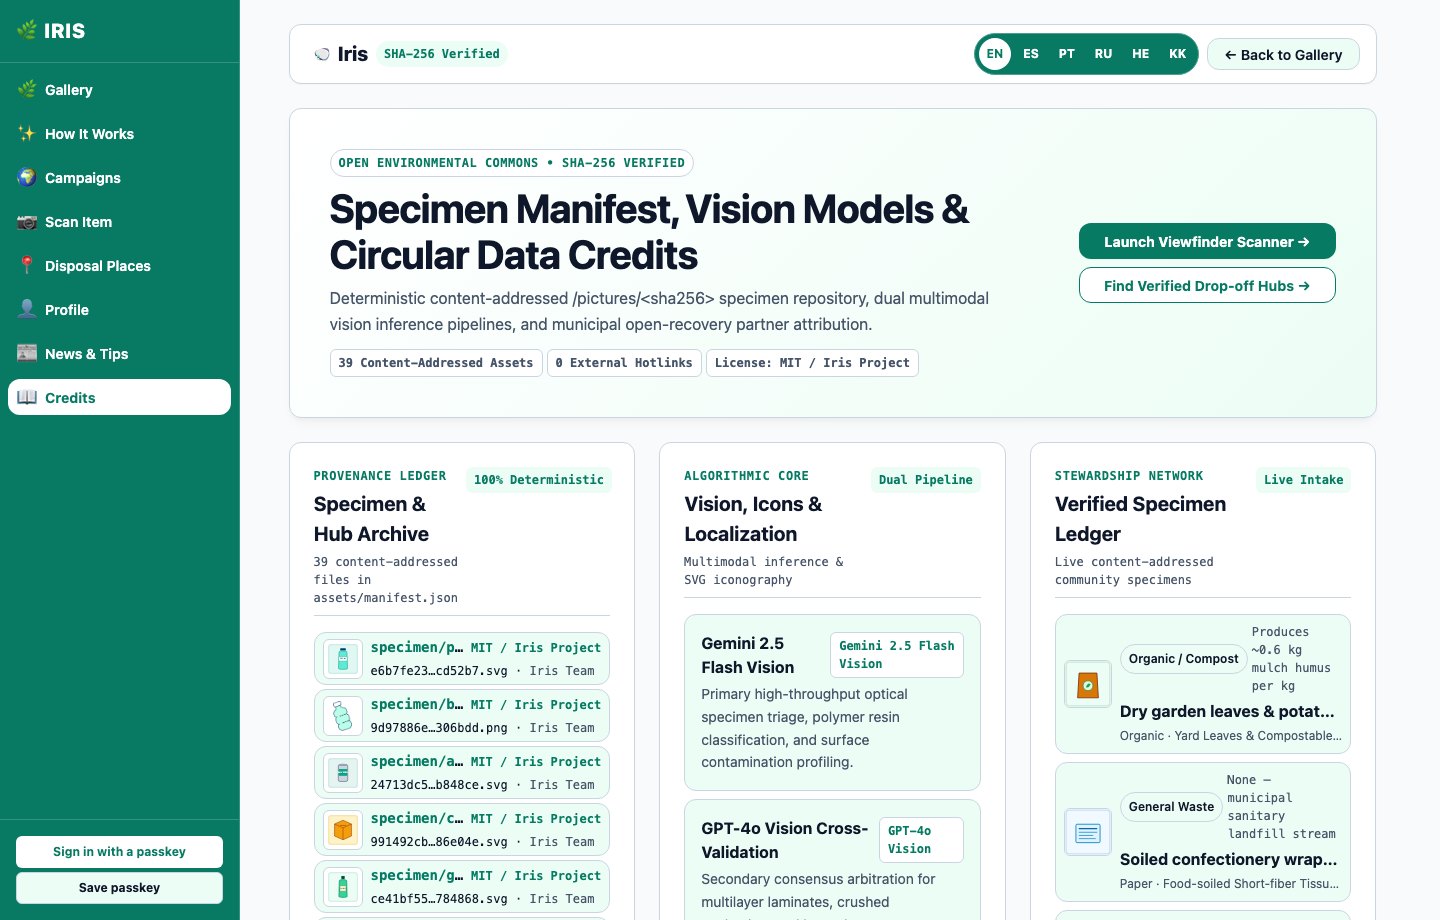 IRIS
Gallery
How It Works
Campaigns
Scan Item
Disposal Places
Profile
News & Tips
Credits
Sign in with a passkey
Save passkey
Iris
SHA-256 Verified
EN ES PT RU HE KK
← Back to Gallery
OPEN ENVIRONMENTAL COMMONS • SHA-256 VERIFIED
Specimen Manifest, Vision Models &
Circular Data Credits
Deterministic content-addressed /pictures/<sha256> specimen repository, dual multimodal
vision inference pipelines, and municipal open-recovery partner attribution.
39 Content-Addressed Assets
0 External Hotlinks
License: MIT / Iris Project
Launch Viewfinder Scanner →
Find Verified Drop-off Hubs →
PROVENANCE LEDGER
100% Deterministic
Specimen &
Hub Archive
39 content-addressed
files in
assets/manifest.json
specimen/p… MIT / Iris Project
e6b7fe23…cd52b7.svg · Iris Team
specimen/b… MIT / Iris Project
9d97886e…306bdd.png · Iris Team
specimen/a… MIT / Iris Project
24713dc5…b848ce.svg · Iris Team
specimen/c… MIT / Iris Project
991492cb…86e04e.svg · Iris Team
specimen/g… MIT / Iris Project
ce41bf55…784868.svg · Iris Team
ALGORITHMIC CORE
Dual Pipeline
Vision, Icons &
Localization
Multimodal inference &
SVG iconography
Gemini 2.5
Flash Vision
Gemini 2.5 Flash
Vision
Primary high-throughput optical
specimen triage, polymer resin
classification, and surface
contamination profiling.
GPT-4o Vision Cross-
Validation
GPT-4o
Vision
Secondary consensus arbitration for
multilayer laminates, crushed
STEWARDSHIP NETWORK
Live Intake
Verified Specimen
Ledger
Live content-addressed
community specimens
Organic / Compost
Produces
~0.6 kg
mulch humus
per kg
Dry garden leaves & potat…
Organic · Yard Leaves & Compostable…
General Waste
None —
municipal
sanitary
landfill stream
Soiled confectionery wrap…
Paper · Food-soiled Short-fiber Tissu…